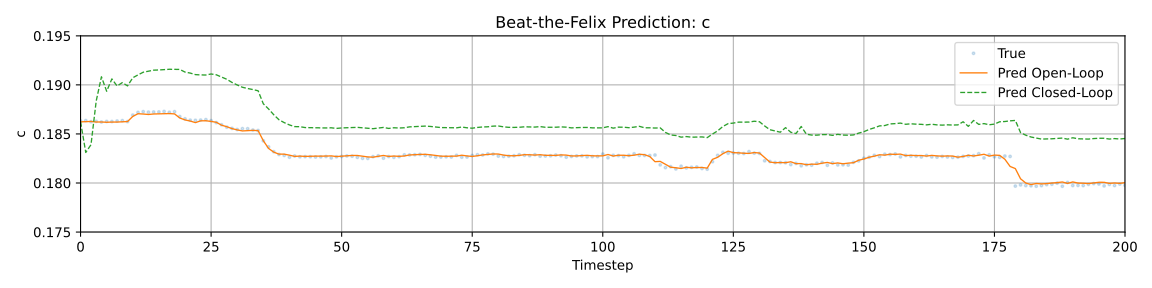 Beat-the-Felix Prediction: c
0.195
0.190
0.185
0.180
0.175
c
True
Pred Open-Loop
Pred Closed-Loop
0 25 50 75 100 125 150 175 200
Timestep